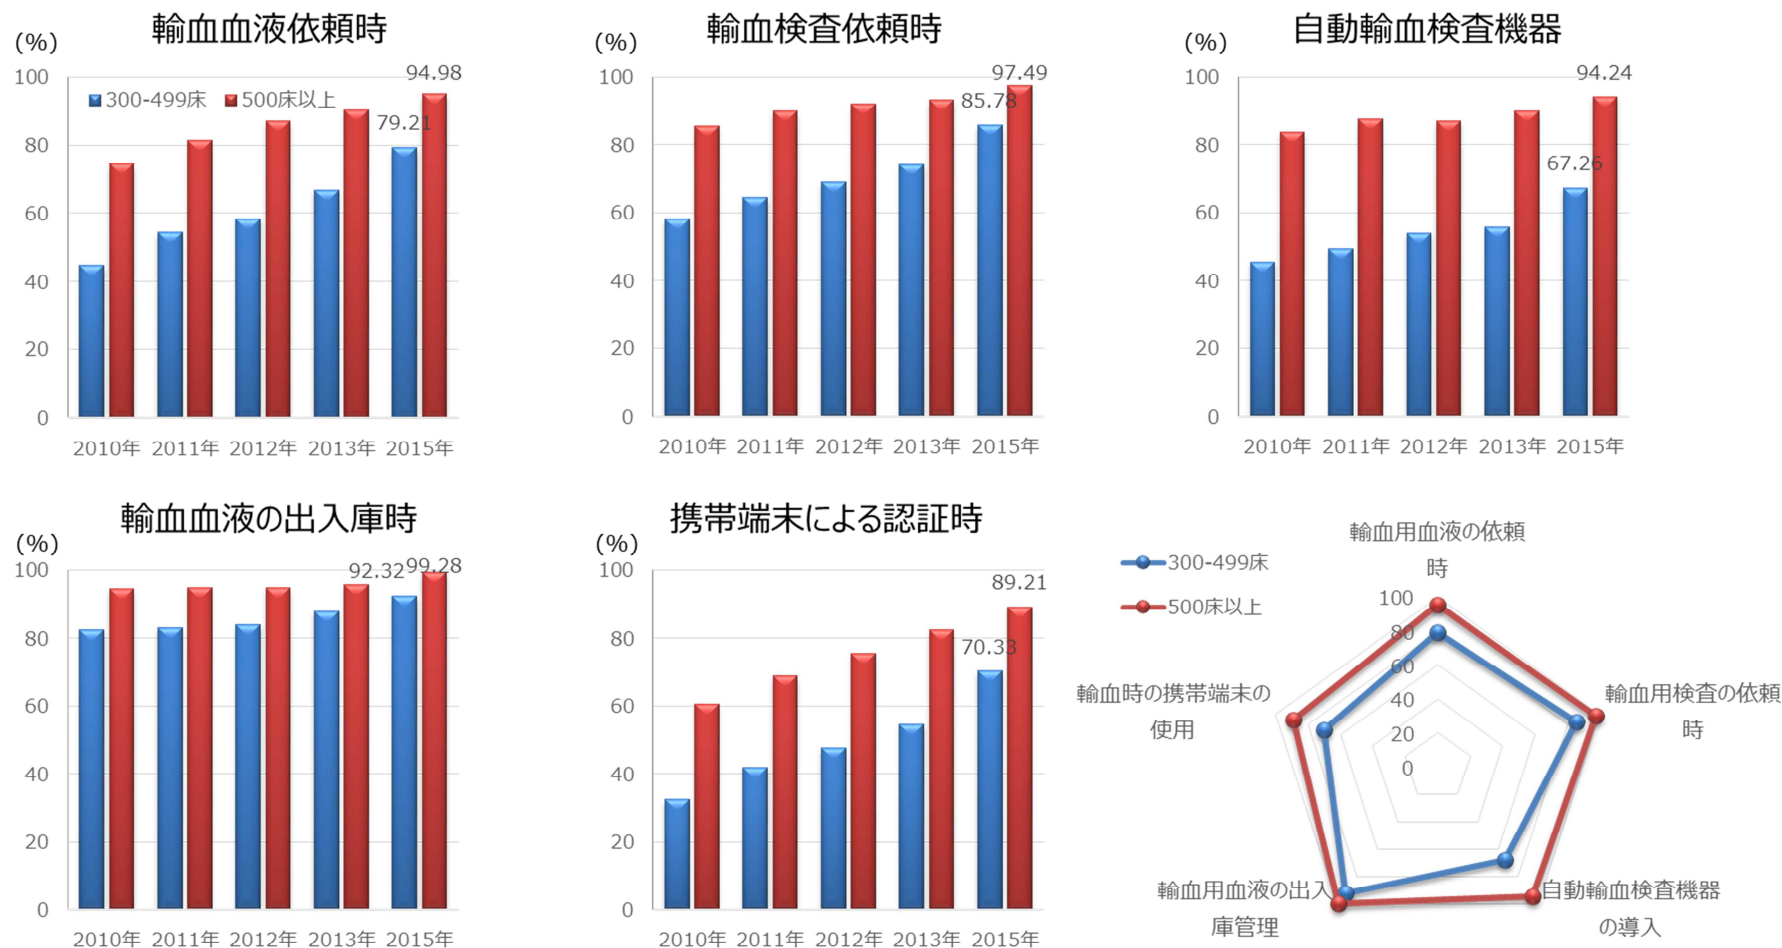 輸血血液依頼時
(%)
100
80
60
40
20
0
300-499床
500床以上
94.98
79.21
2010年 2011年 2012年 2013年 2015年
輸血検査依頼時
(%)
100
80
60
40
20
0
97.49
85.78
2010年 2011年 2012年 2013年 2015年
自動輸血検査機器
(%)
100
80
60
40
20
0
94.24
67.26
2010年 2011年 2012年 2013年 2015年
輸血血液の出入庫時
(%)
100
80
60
40
20
0
92.32
99.28
2010年 2011年 2012年 2013年 2015年
携帯端末による認証時
(%)
100
80
60
40
20
0
89.21
70.33
2010年 2011年 2012年 2013年 2015年
300-499床
500床以上
輸血用血液の依頼
時
100
80
60
40
20
0
輸血用検査の依頼
時
自動輸血検査機器
の導入
輸血用血液の出入
庫管理
輸血時の携帯端末の
使用